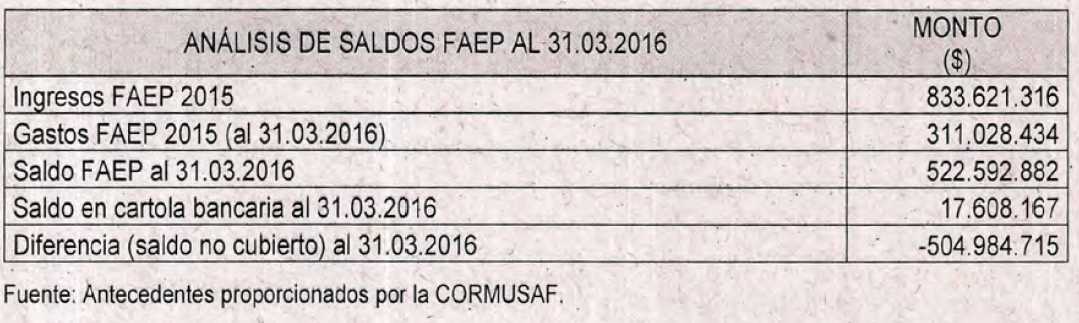 ANÁLISIS DE SALDOS FAEP AL 31.03.2016 MONTO ($)
Ingresos FAEP 2015 833.621.316
Gastos FAEP 2015 (al 31.03.2016) 311.028.434
Saldo FAEP al 31.03.2016 522.592.882
Saldo en cartola bancaria al 31.03.2016 17.608.167
Diferencia (saldo no cubierto) al 31.03.2016 -504.984.715
Fuente: Antecedentes proporcionados por la CORMUSAF.